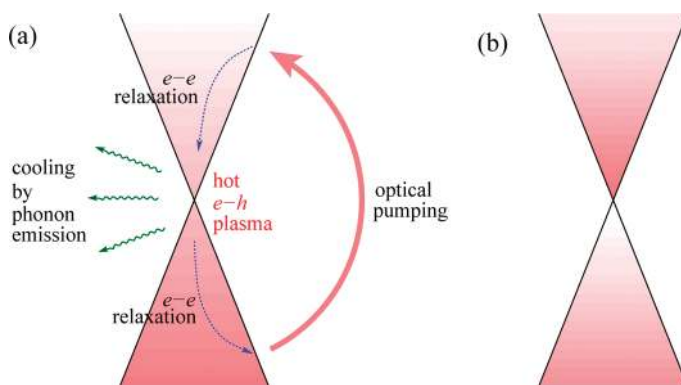 (a)
e–e
relaxation
cooling
by
phonon
emission
hot
e–h
plasma
optical
pumping
e–e
relaxation
(b)